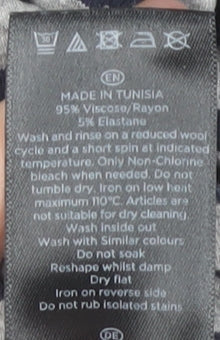 30
EN
MADE IN TUNISIA
95% Viscose/Rayon
5% Elastane
Wash and rinse on a reduced wool
cycle and a short spin at indicated
temperature. Only Non-Chlorine
bleach when needed. Do not
tumble dry. Iron on low heat
maximum 110°C. Articles are
not suitable for dry cleaning.
Wash inside out
Wash with Similar colours
Do not soak
Reshape whilst damp
Dry flat
Iron on reverse side
Do not rub isolated stains
DE